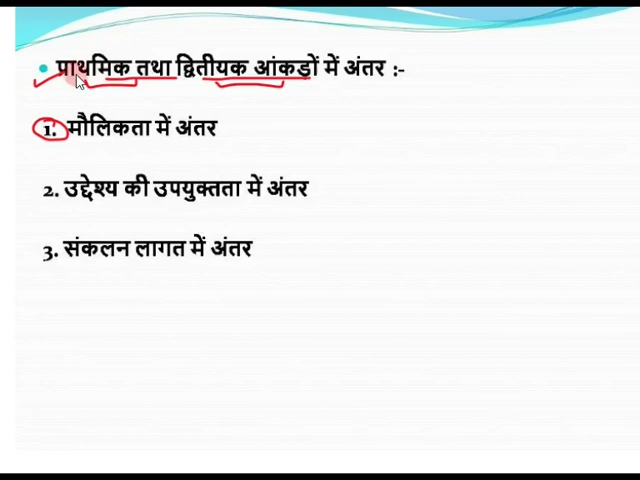 • प्राथमिक तथा द्वितीयक आंकड़ों में अंतर :-
1. मौलिकता में अंतर
2. उद्देश्य की उपयुक्तता में अंतर
3. संकलन लागत में अंतर